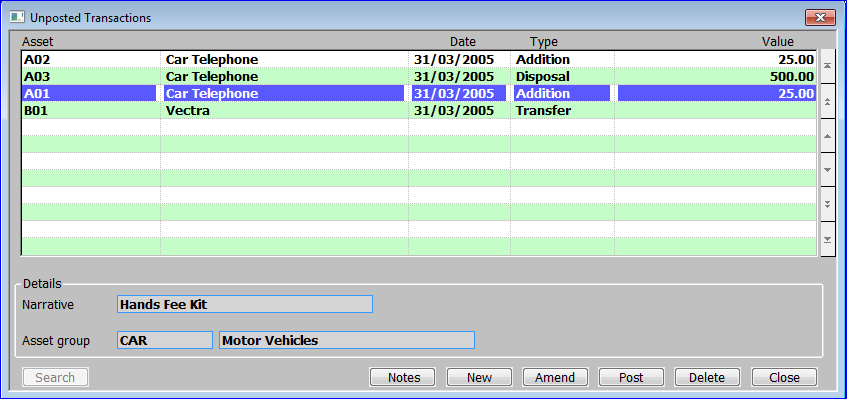 Unposted Transactions
Asset Date Type Value
A02 Car Telephone 31/03/2005 Addition 25.00
A03 Car Telephone 31/03/2005 Disposal 500.00
A01 Car Telephone 31/03/2005 Addition 25.00
B01 Vectra 31/03/2005 Transfer
Details
Narrative Hands Fee Kit
Asset group CAR Motor Vehicles
Search Notes New Amend Post Delete Close